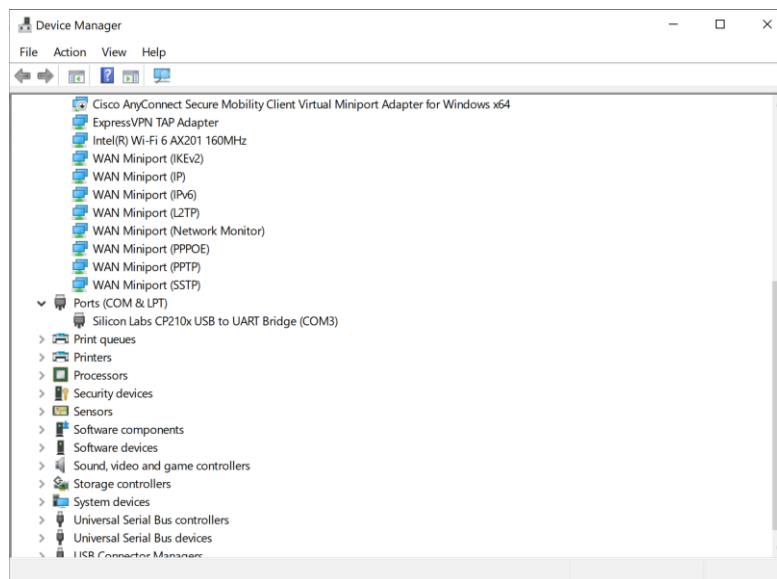 Device Manager
File Action View Help
Cisco AnyConnect Secure Mobility Client Virtual Miniport Adapter for Windows x64
ExpressVPN TAP Adapter
Intel(R) Wi-Fi 6 AX201 160MHz
WAN Miniport (IKEv2)
WAN Miniport (IP)
WAN Miniport (IPv6)
WAN Miniport (L2TP)
WAN Miniport (Network Monitor)
WAN Miniport (PPPOE)
WAN Miniport (PPTP)
WAN Miniport (SSTP)
Ports (COM & LPT)
Silicon Labs CP210x USB to UART Bridge (COM3)
Print queues
Printers
Processors
Security devices
Sensors
Software components
Software devices
Sound, video and game controllers
Storage controllers
System devices
Universal Serial Bus controllers
Universal Serial Bus devices
USB Connector Managers